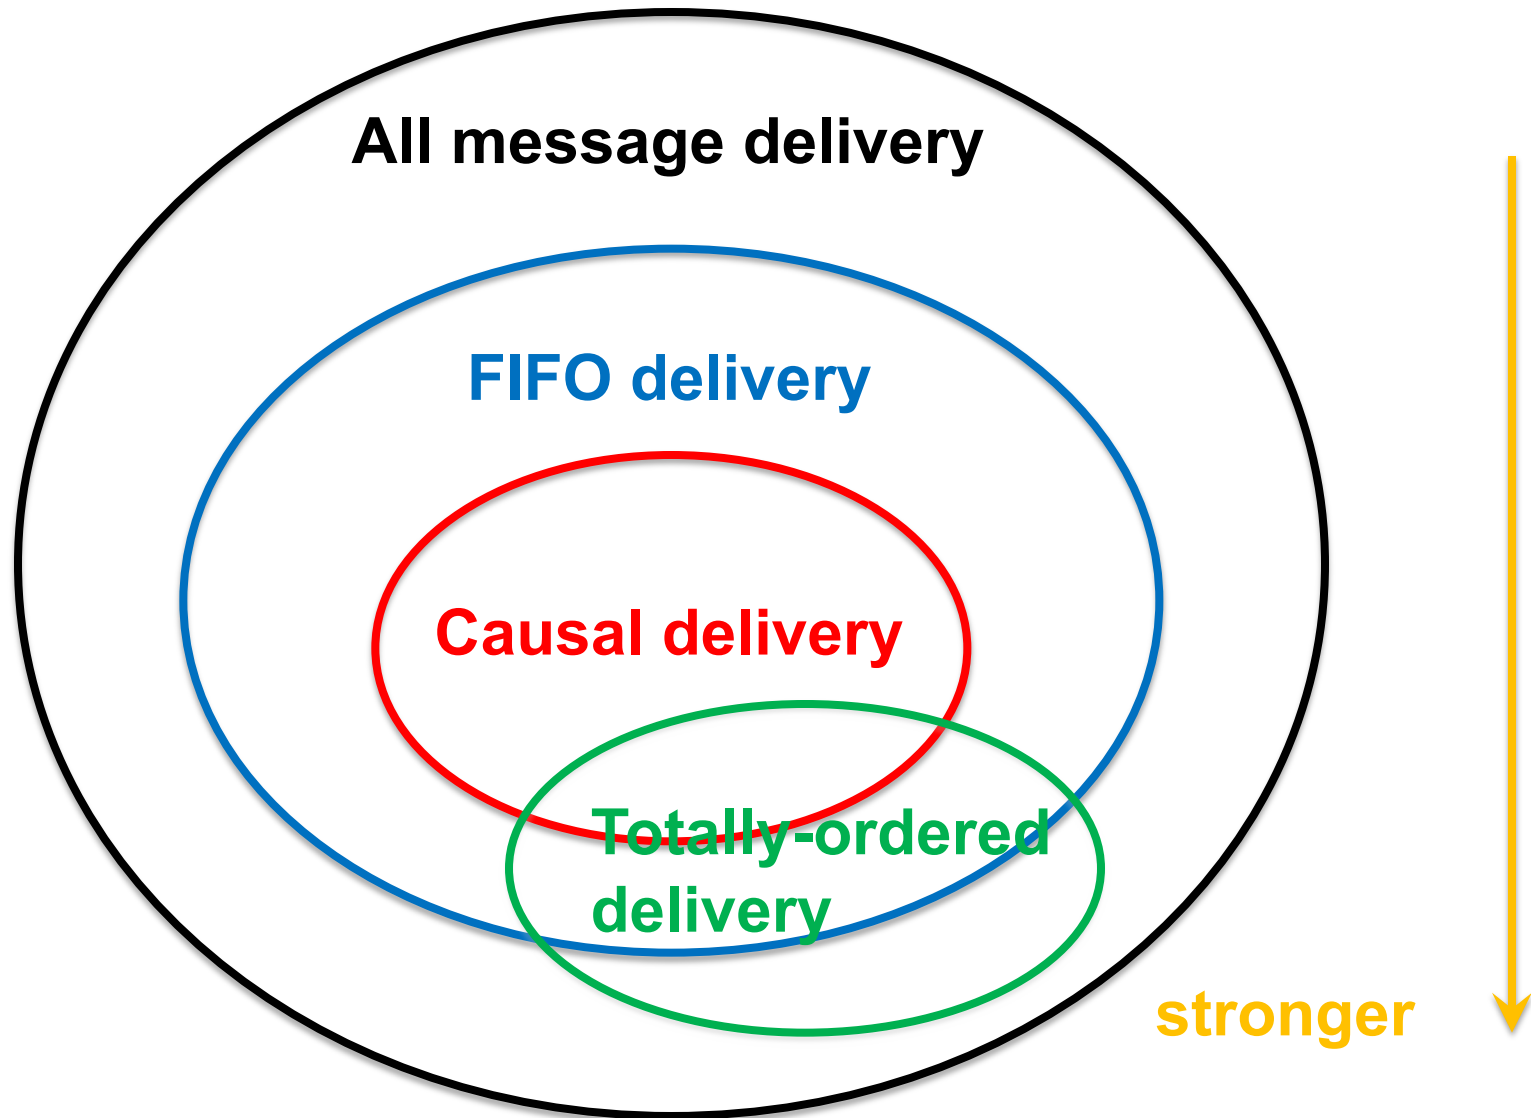 All message delivery
FIFO delivery
Causal delivery
Totally-ordered
delivery
stronger